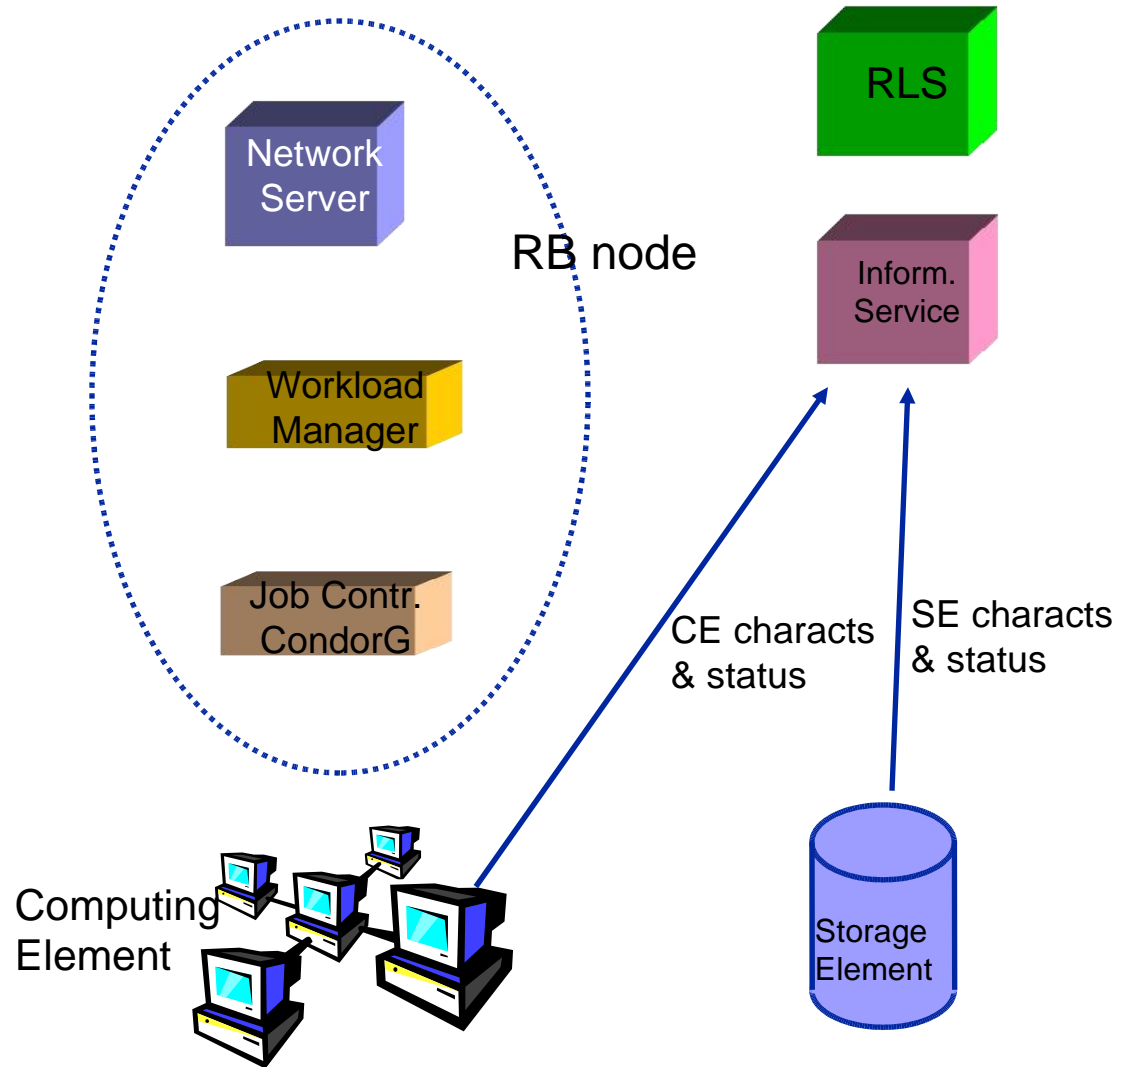 RLS
Network
Server
RB node
Inform.
Service
Workload
Manager
Job Contr.
CondorG
CE characts
& status
SE characts
& status
Computing
Element
Storage
Element